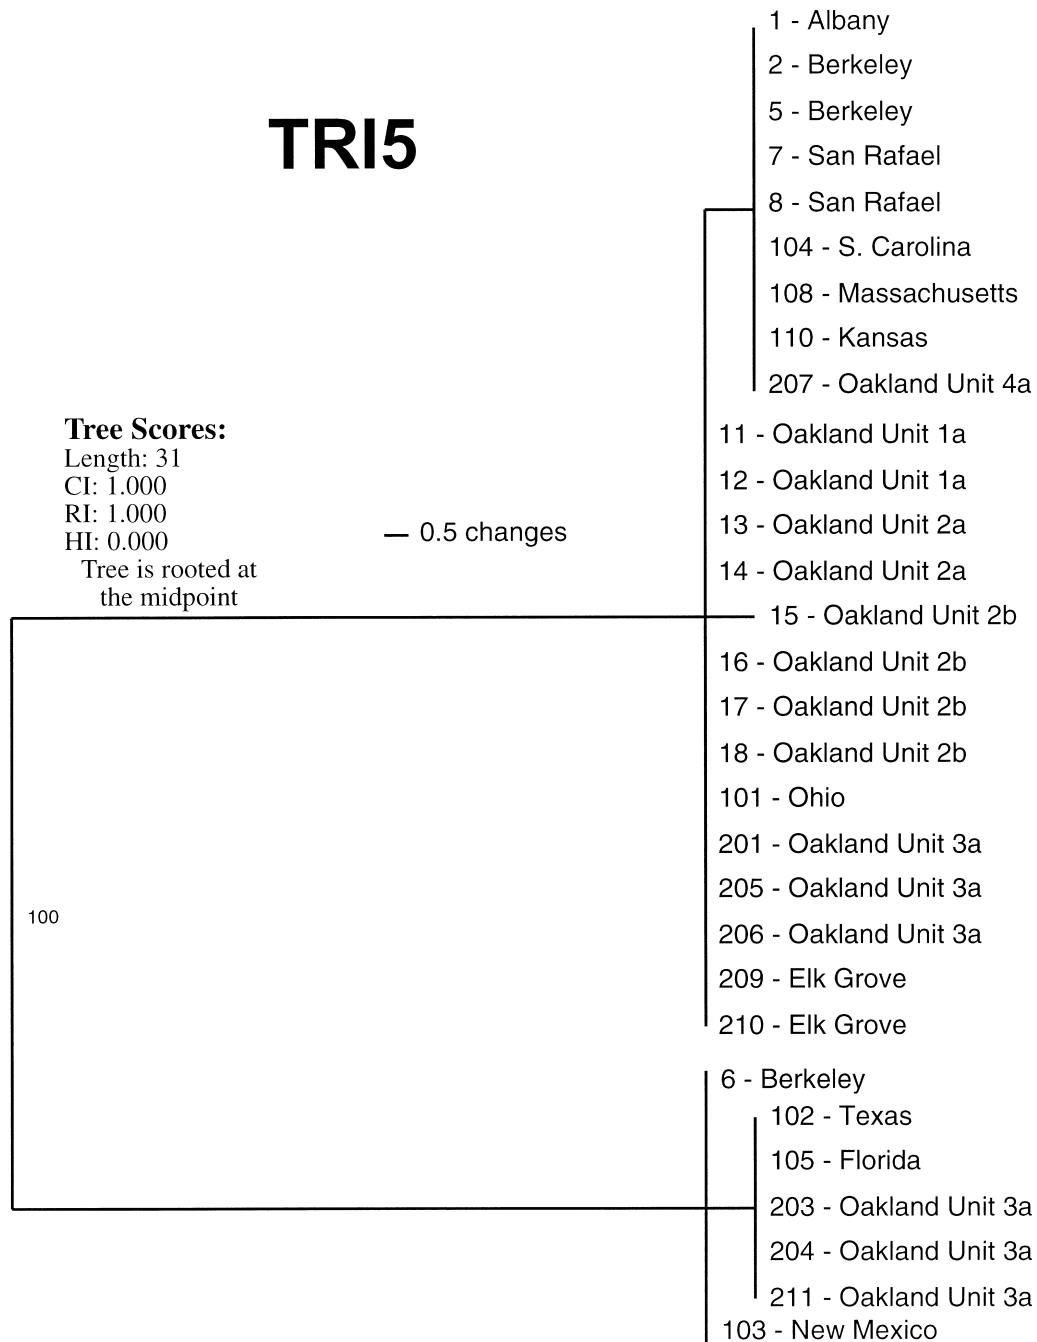 TRI5
Tree Scores:
Length: 31
CI: 1.000
RI: 1.000
HI: 0.000
Tree is rooted at
the midpoint
0.5 changes
100
1 - Albany
2 - Berkeley
5 - Berkeley
7 - San Rafael
8 - San Rafael
104 - S. Carolina
108 - Massachusetts
110 - Kansas
207 - Oakland Unit 4a
11 - Oakland Unit 1a
12 - Oakland Unit 1a
13 - Oakland Unit 2a
14 - Oakland Unit 2a
15 - Oakland Unit 2b
16 - Oakland Unit 2b
17 - Oakland Unit 2b
18 - Oakland Unit 2b
101 - Ohio
201 - Oakland Unit 3a
205 - Oakland Unit 3a
206 - Oakland Unit 3a
209 - Elk Grove
210 - Elk Grove
6 - Berkeley
102 - Texas
105 - Florida
203 - Oakland Unit 3a
204 - Oakland Unit 3a
211 - Oakland Unit 3a
103 - New Mexico